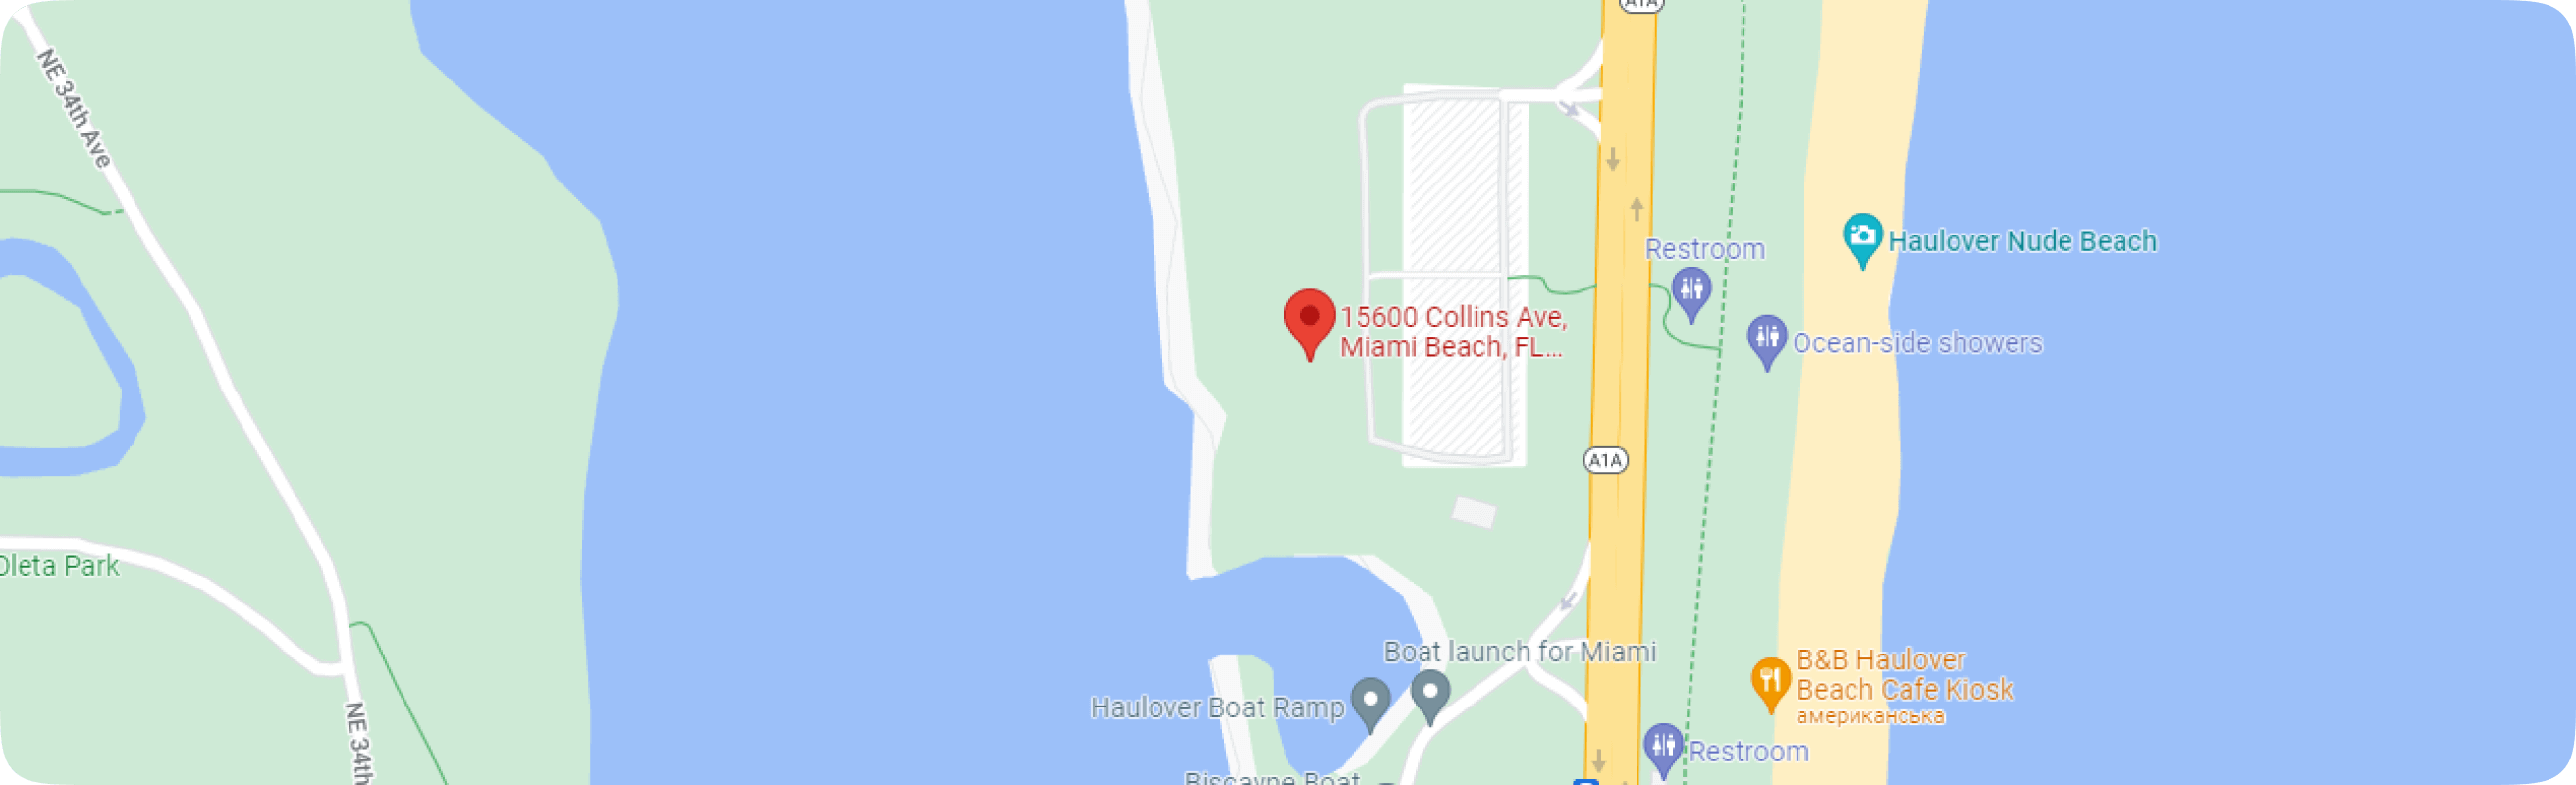 A1A
NE 34th Ave
Haulover Nude Beach
Restroom
15600 Collins Ave,
Miami Beach, FL...
Ocean-side showers
A1A
Oleta Park
Boat launch for Miami
B&B Haulover
Beach Cafe Kiosk
американська
Haulover Boat Ramp
NE 34th
Restroom
Biscayne Boat